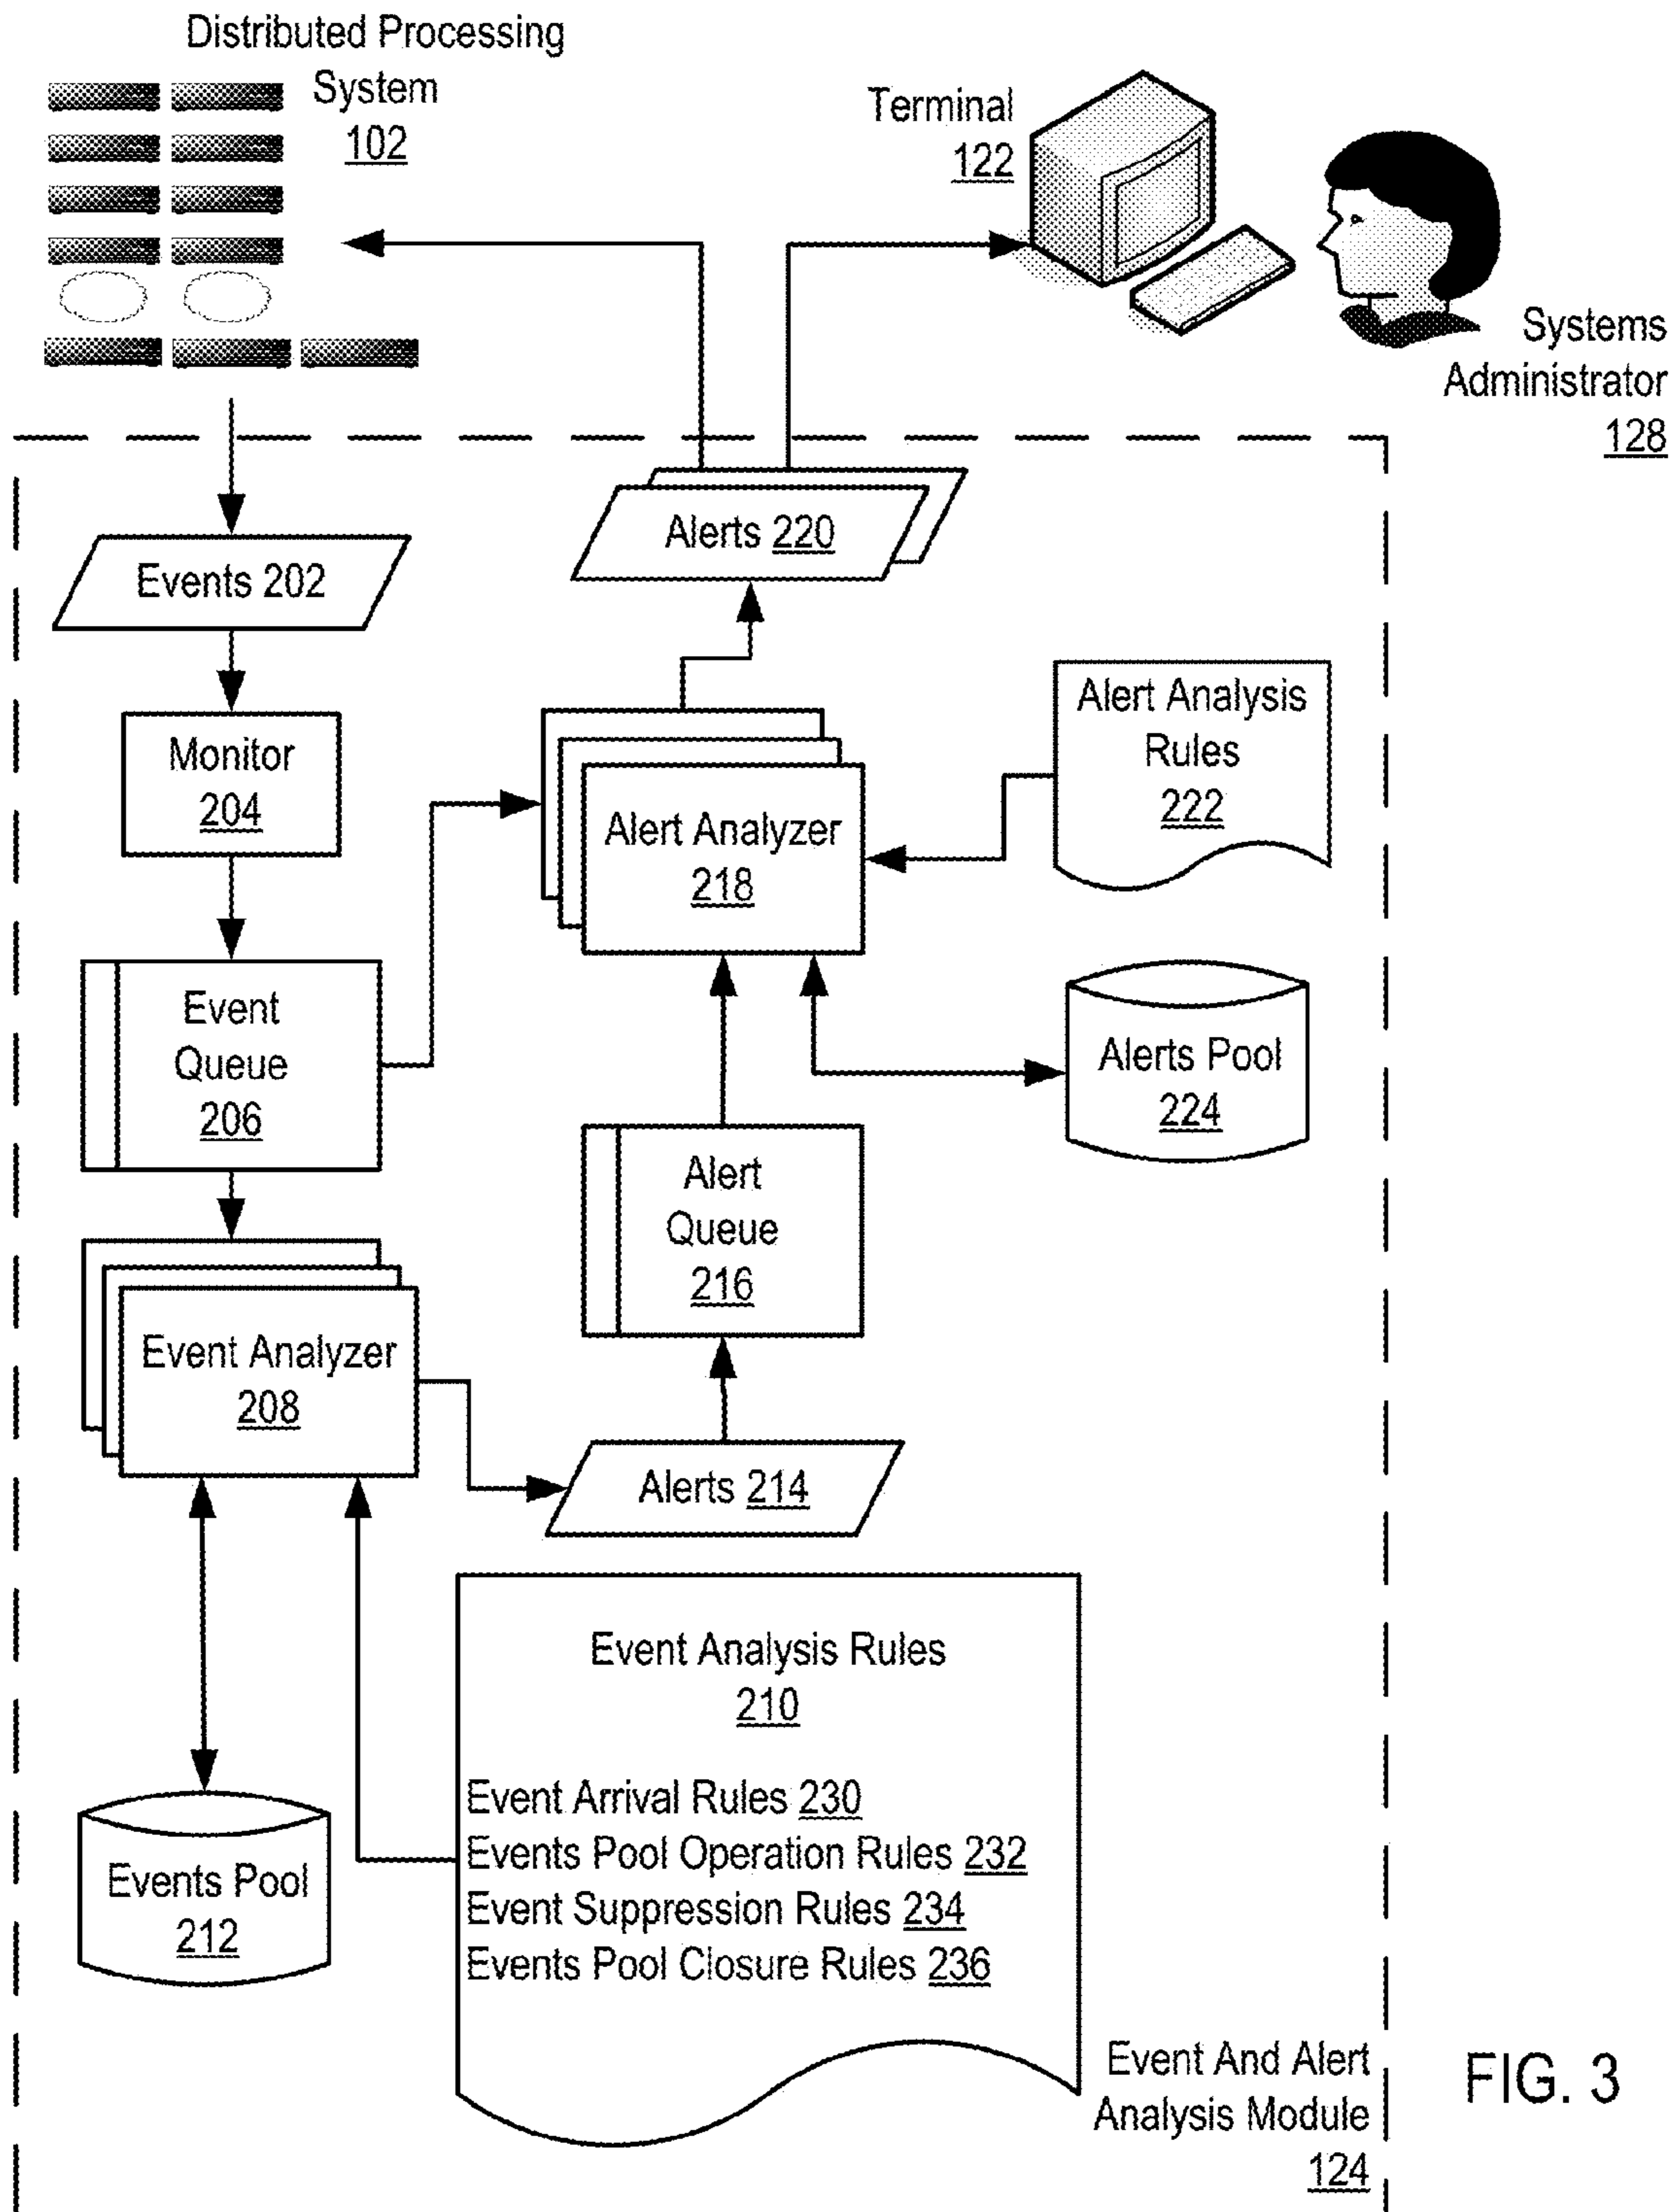 Distributed Processing
System
102
Terminal
122
Systems
Administrator
128
Events 202
Alerts 220
Monitor
204
Alert Analysis
Rules
222
Alert Analyzer
218
Event
Queue
206
Alerts Pool
224
Alert
Queue
216
Event Analyzer
208
Alerts 214
Event Analysis Rules
210
Event Arrival Rules 230
Events Pool Operation Rules 232
Event Suppression Rules 234
Events Pool Closure Rules 236
Events Pool
212
Event And Alert
Analysis Module
124
FIG. 3